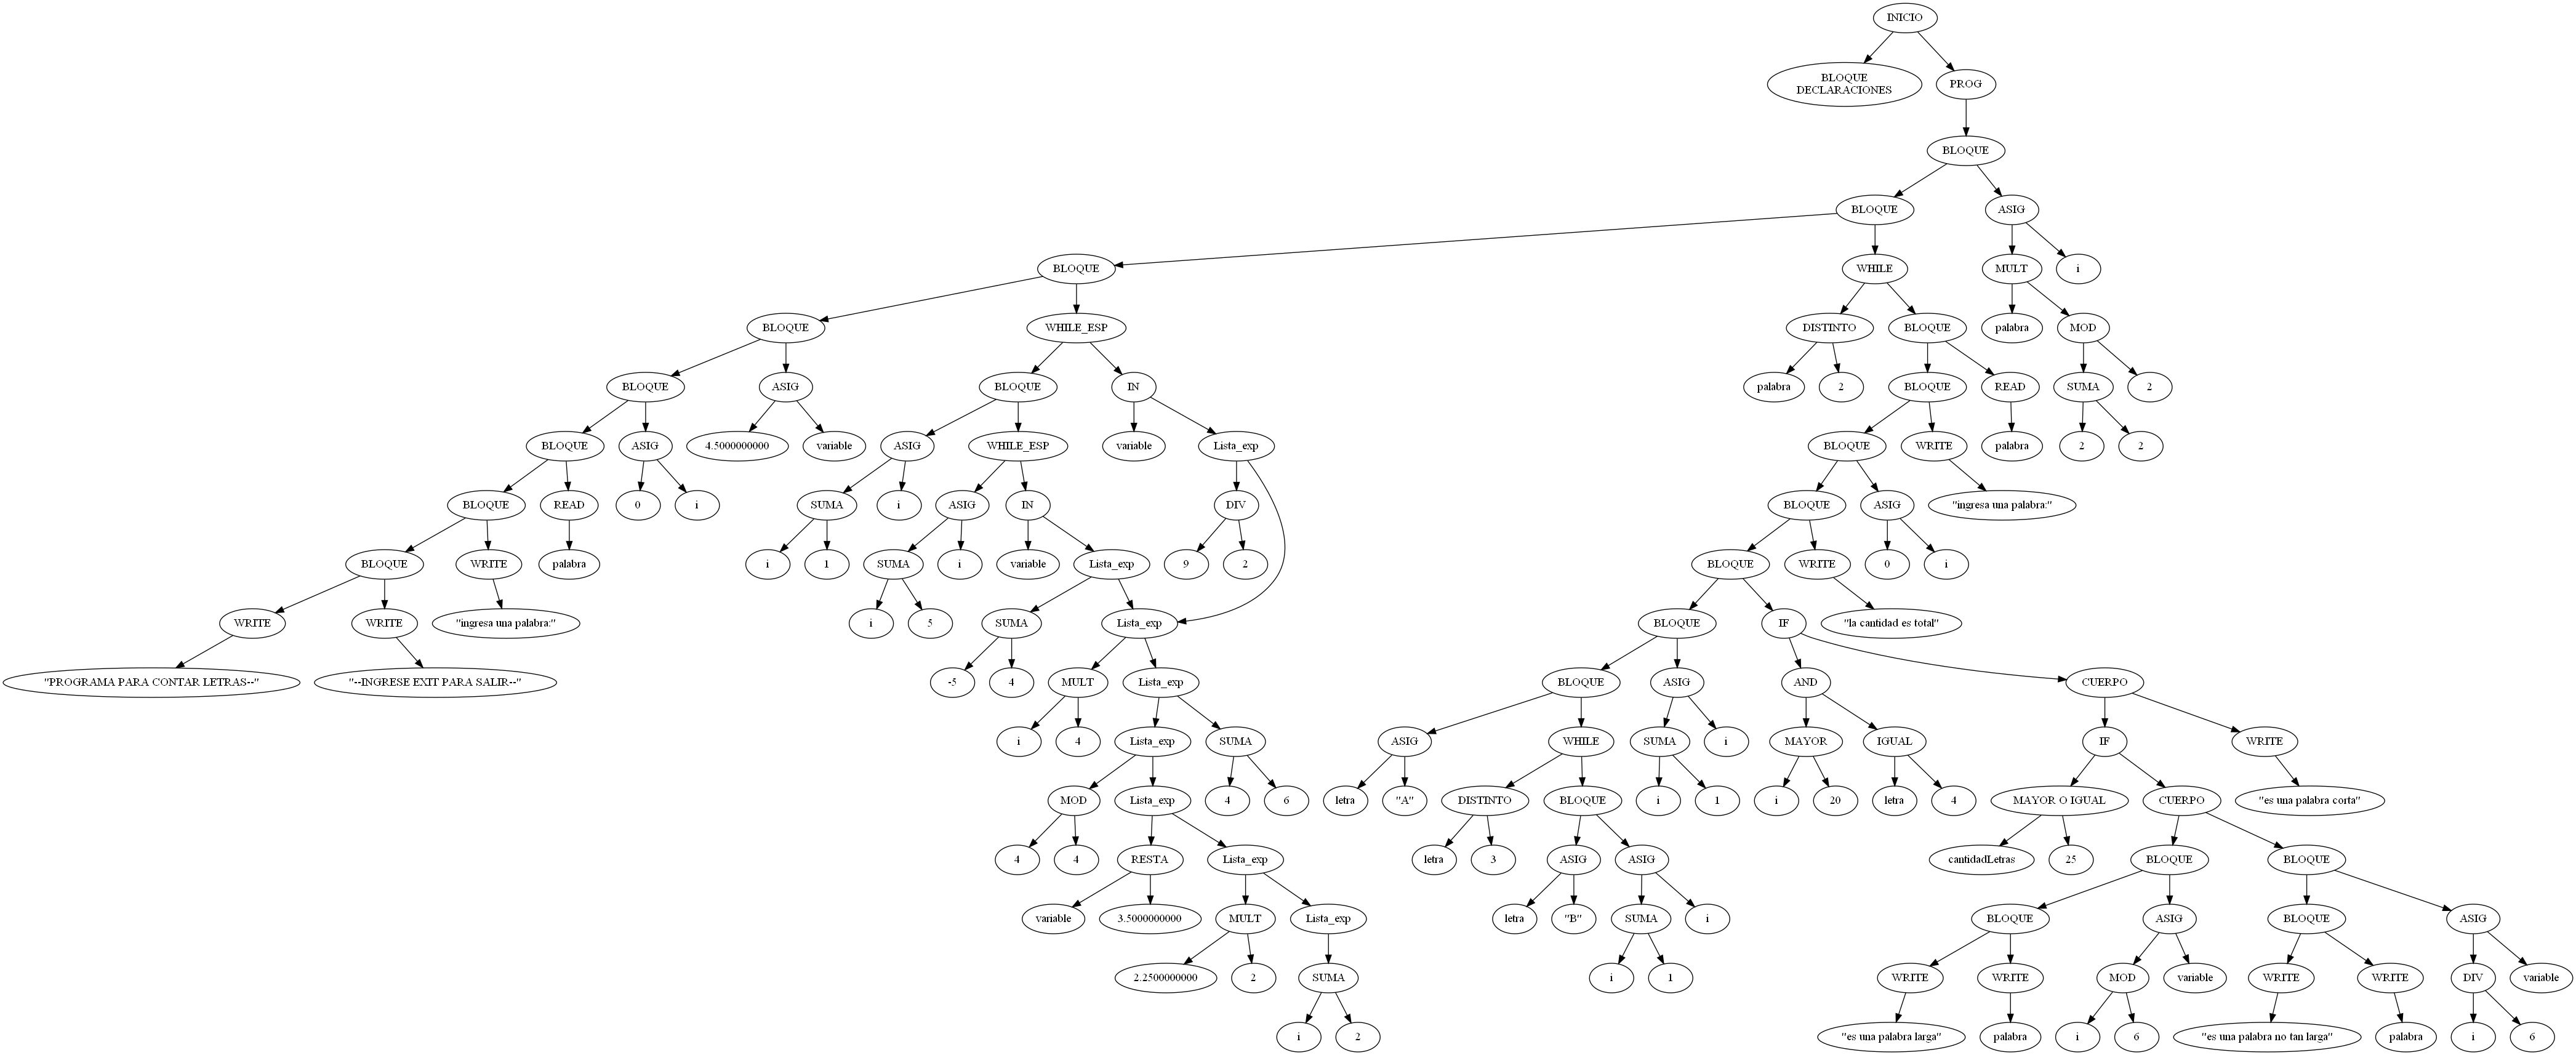 INICIO
BLOQUE
DECLARACIONES
PROG
BLOQUE
BLOQUE
ASIG
BLOQUE
WHILE
MULT
i
BLOQUE
WHILE_ESP
DISTINTO
BLOQUE
palabra
MOD
BLOQUE
ASIG
BLOQUE
IN
palabra
2
BLOQUE
READ
SUMA
2
BLOQUE
ASIG
4.5000000000
variable
ASIG
WHILE_ESP
variable
Lista_exp
BLOQUE
WRITE
palabra
2
2
BLOQUE
READ
0
i
SUMA
i
ASIG
IN
DIV
BLOQUE
ASIG
"ingresa una palabra:"
BLOQUE
WRITE
palabra
i
1
SUMA
i
variable
Lista_exp
9
2
BLOQUE
WRITE
0
i
WRITE
WRITE
"ingresa una palabra:"
i
5
SUMA
Lista_exp
BLOQUE
IF
"la cantidad es total"
"PROGRAMA PARA CONTAR LETRAS--"
"--INGRESE EXIT PARA SALIR--"
-5
4
MULT
Lista_exp
BLOQUE
ASIG
AND
CUERPO
i
4
Lista_exp
SUMA
ASIG
WHILE
SUMA
i
MAYOR
IGUAL
IF
WRITE
MOD
Lista_exp
4
6
letra
"A"
DISTINTO
BLOQUE
i
1
i
20
letra
4
MAYOR O IGUAL
CUERPO
"es una palabra corta"
4
4
RESTA
Lista_exp
letra
3
ASIG
ASIG
cantidadLetras
25
BLOQUE
BLOQUE
variable
3.5000000000
MULT
Lista_exp
letra
"B"
SUMA
i
BLOQUE
ASIG
BLOQUE
ASIG
2.2500000000
2
SUMA
i
1
WRITE
WRITE
MOD
variable
WRITE
WRITE
DIV
variable
i
2
"es una palabra larga"
palabra
i
6
"es una palabra no tan larga"
palabra
i
6